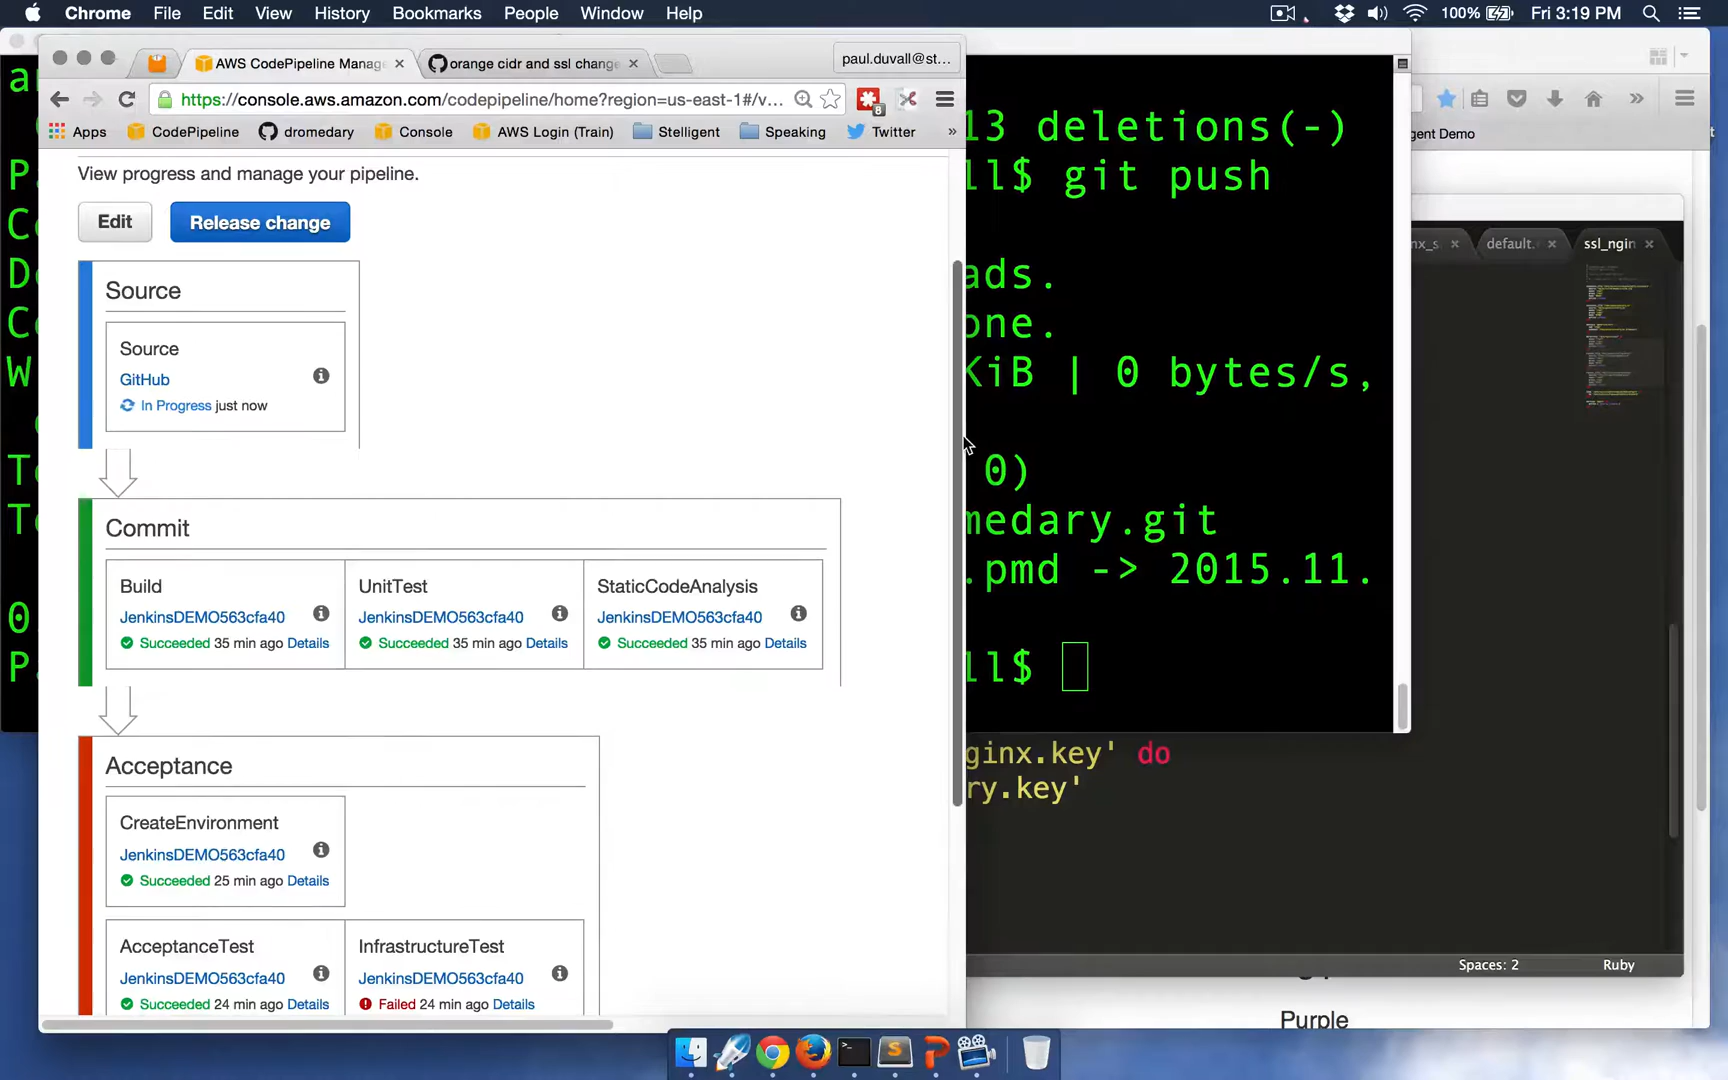 Chrome File Edit View History Bookmarks People Window Help 100% Fri 3:19 PM
AWS CodePipeline Manag orange cidr and ssl change paul.duvall@st...
https://console.aws.amazon.com/codepipeline/home?region=us-east-1#/v... 8
Apps CodePipeline dromedary Console AWS Login (Train) Stelligent Speaking Twitter »
View progress and manage your pipeline.
Edit Release change
Source
Source
GitHub
In Progress just now
Commit
Build
JenkinsDEMO563cfa40
Succeeded 35 min ago Details
UnitTest
JenkinsDEMO563cfa40
Succeeded 35 min ago Details
StaticCodeAnalysis
JenkinsDEMO563cfa40
Succeeded 35 min ago Details
Acceptance
CreateEnvironment
JenkinsDEMO563cfa40
Succeeded 25 min ago Details
AcceptanceTest
JenkinsDEMO563cfa40
Succeeded 24 min ago Details
InfrastructureTest
JenkinsDEMO563cfa40
Failed 24 min ago Details
13 deletions(-)
ll$ git push
ads.
one.
KiB | 0 bytes/s,
0)
medary.git
.pmd -> 2015.11.
ll$
ginx.key' do
ry.key'
»
gent Demo
nx_s default. ssl_ngin
Spaces: 2 Ruby
Purple